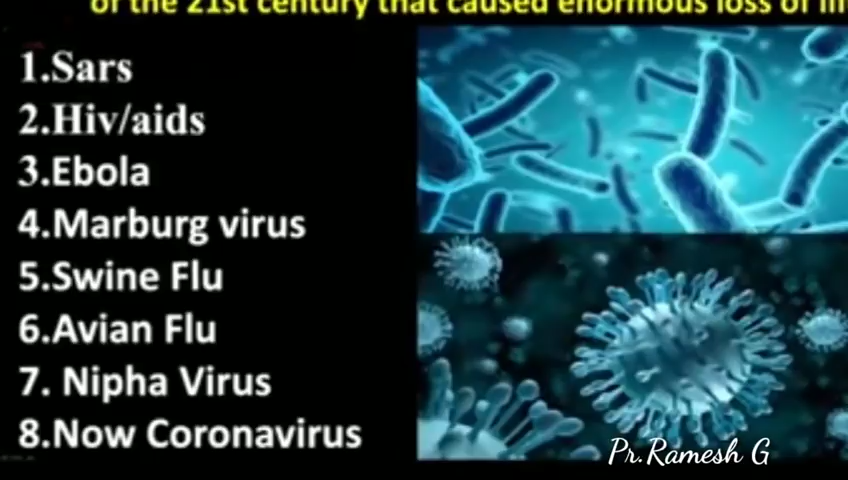 of the 21st century that caused enormous loss of
1.Sars
2.Hiv/aids
3.Ebola
4.Marburg virus
5.Swine Flu
6.Avian Flu
7. Nipha Virus
8.Now Coronavirus
Pr.Ramesh G